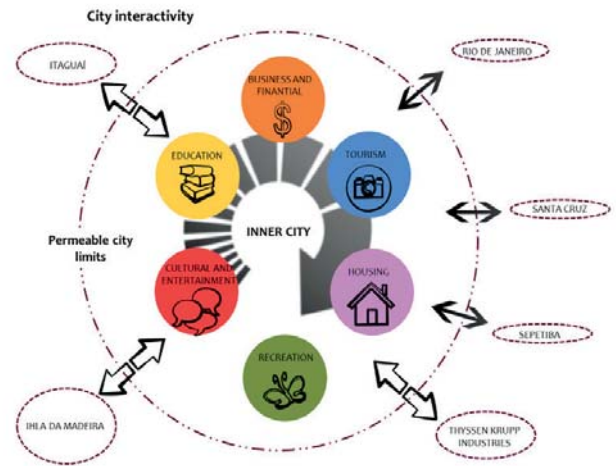 City interactivity
ITAGUAÍ
RIO DE JANEIRO
BUSINESS AND
FINANTIAL
$
EDUCATION
TOURISM
SANTA CRUZ
INNER CITY
Permeable city
limits
CULTURAL AND
ENTERTAINMENT
HOUSING
SEPETIBA
RECREATION
IHLA DA MADEIRA
THYSSEN KRUPP
INDUSTRIES